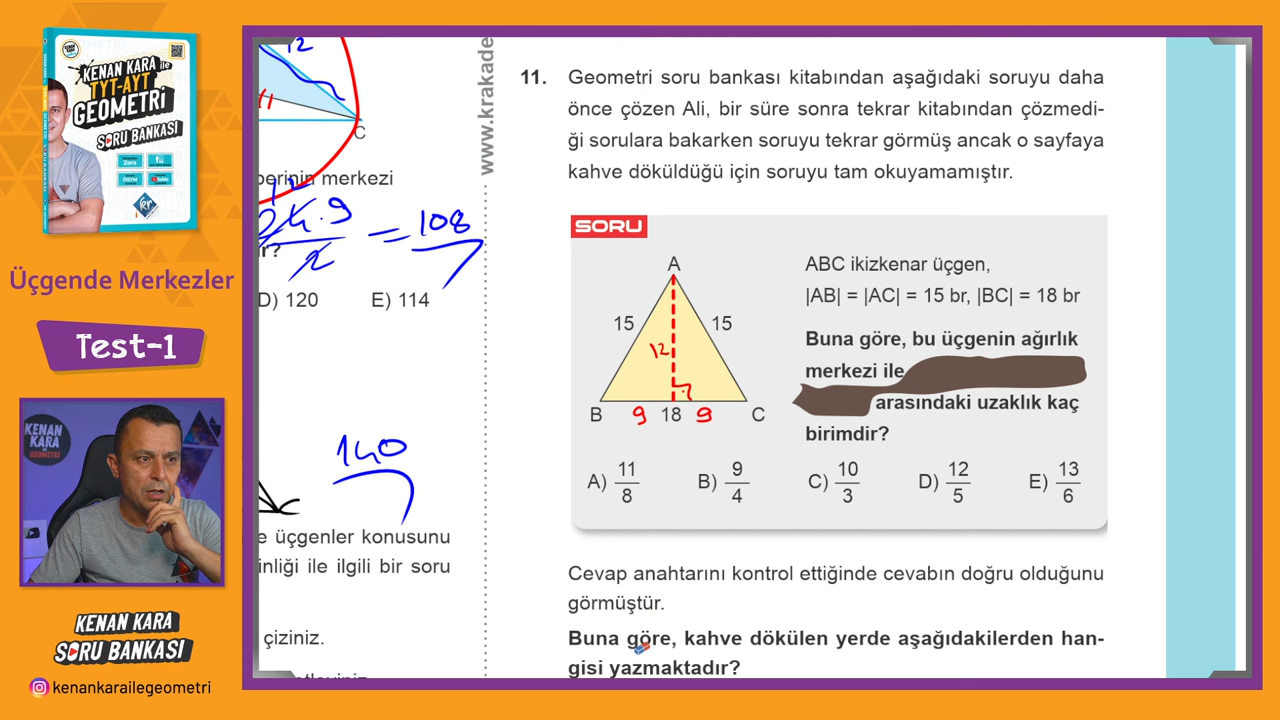 KENAN KARA ile
TYT-AYT
GEOMETRİ
SORU BANKASI
Üçgende Merkezler
Test-1
KENAN
KARA
KENAN KARA
SORU BANKASI
kenankarailegeometri
12
11
C
berinin merkezi
= 108
r?
D) 120 E) 114
140
e üçgenler konusunu
inliği ile ilgili bir soru
çiziniz.
www.krakade
11. Geometri soru bankası kitabından aşağıdaki soruyu daha
önce çözen Ali, bir süre sonra tekrar kitabından çözmedi-
ği sorulara bakarken soruyu tekrar görmüş ancak o sayfaya
kahve döküldüğü için soruyu tam okuyamamıştır.
SORU
A
15 15
12
B 9 18 9 C
ABC ikizkenar üçgen,
|AB| = |AC| = 15 br, |BC| = 18 br
Buna göre, bu üçgenin ağırlık
merkezi ile
arasındaki uzaklık kaç
birimdir?
A) 11/8 B) 9/4 C) 10/3 D) 12/5 E) 13/6
Cevap anahtarını kontrol ettiğinde cevabın doğru olduğunu
görmüştür.
Buna göre, kahve dökülen yerde aşağıdakilerden han-
gisi yazmaktadır?